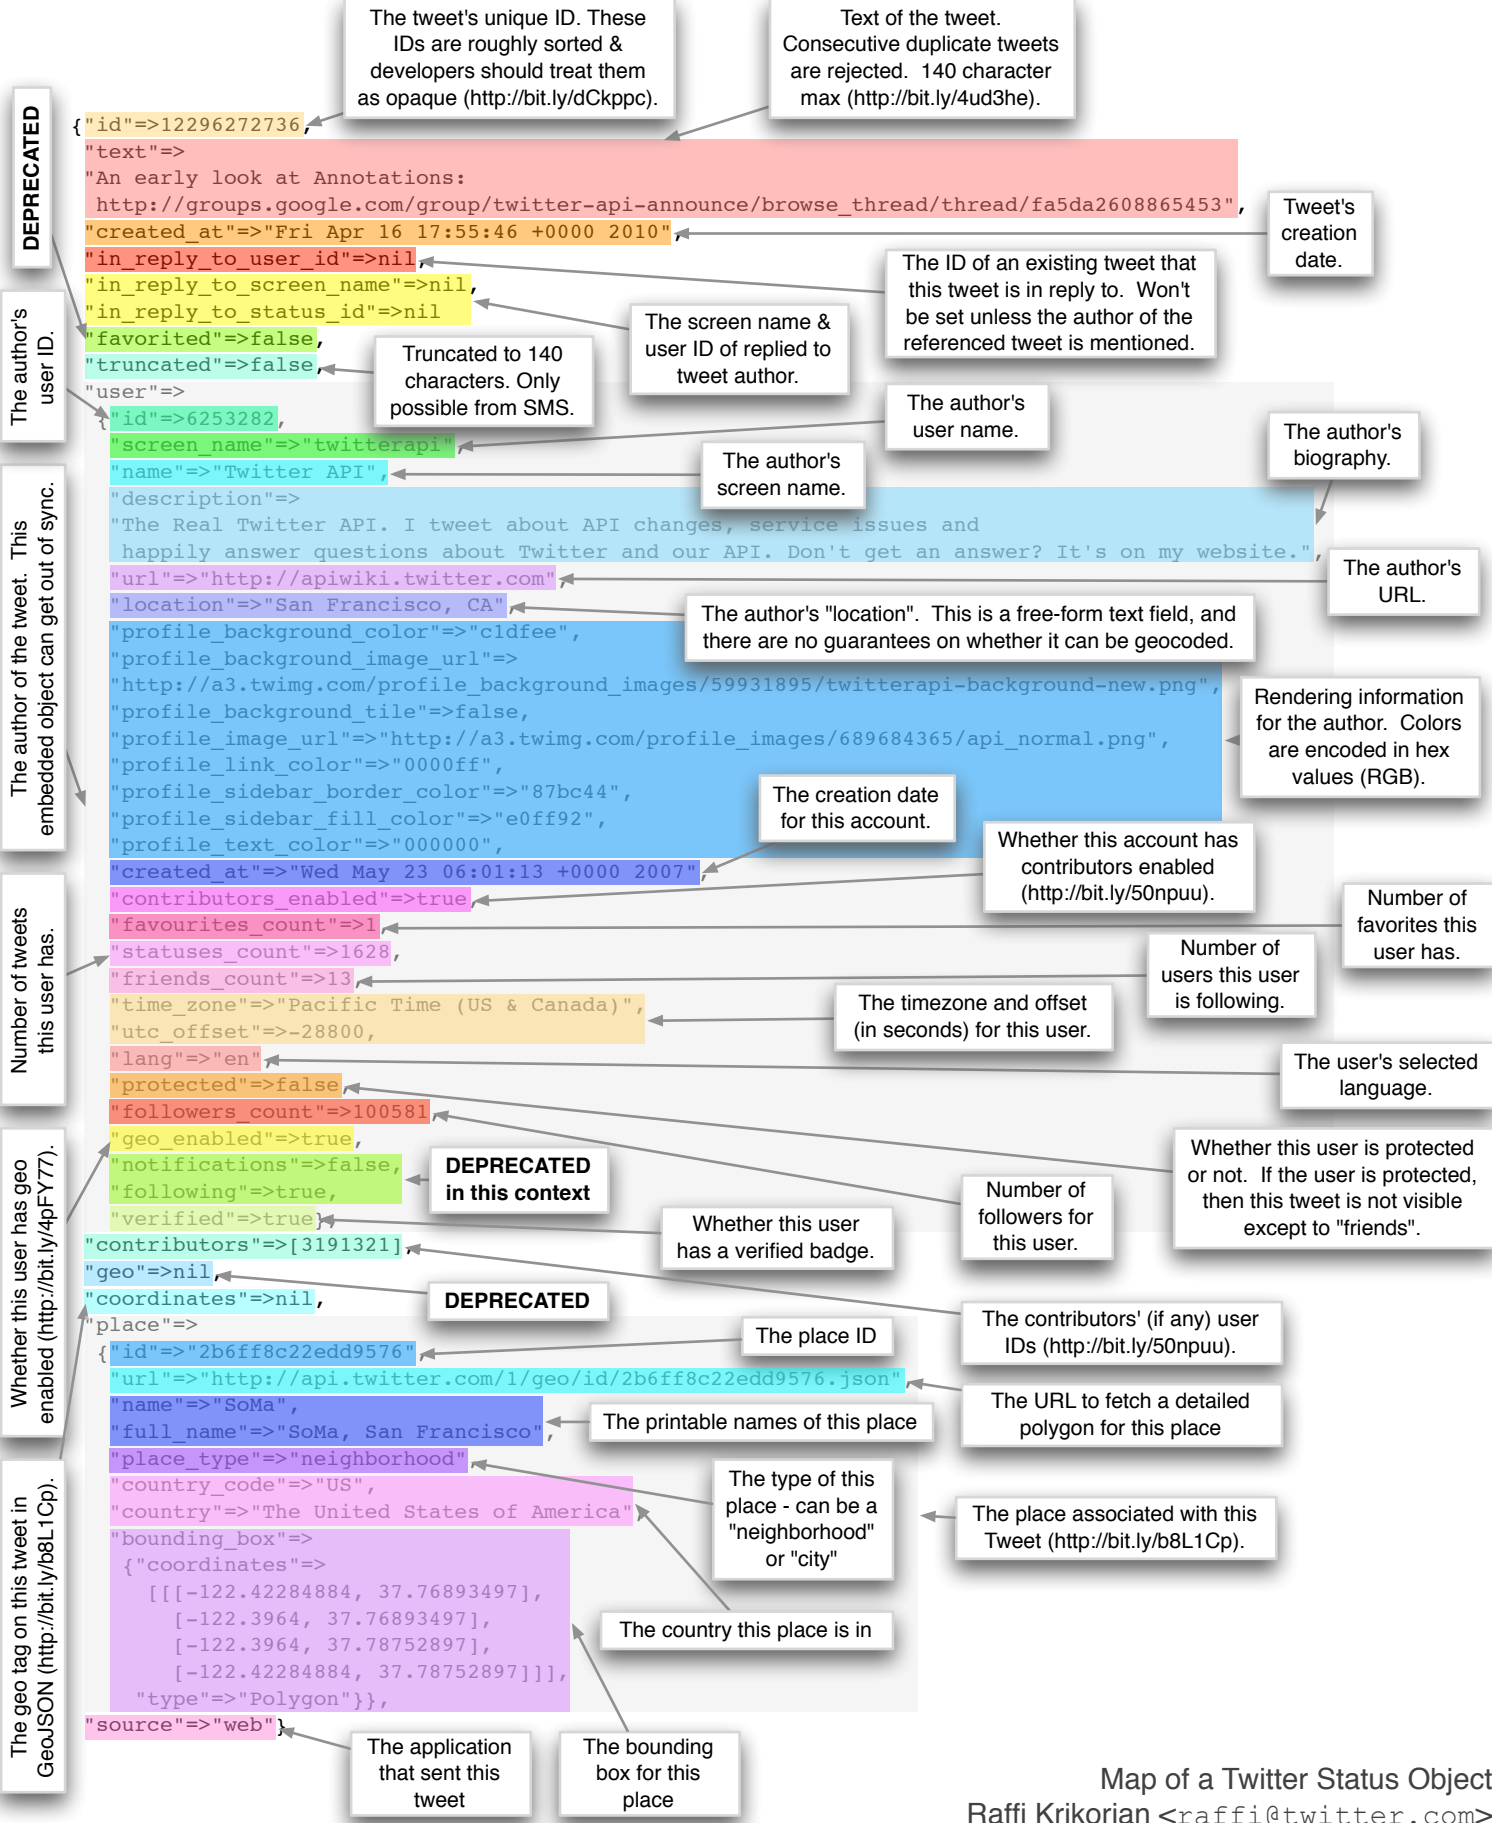 The tweet's unique ID. These
IDs are roughly sorted &
developers should treat them
as opaque (http://bit.ly/dCkppc).
Text of the tweet.
Consecutive duplicate tweets
are rejected. 140 character
max (http://bit.ly/4ud3he).
DEPRECATED
{"id"=>12296272736,
"text"=>
"An early look at Annotations:
http://groups.google.com/group/twitter-api-announce/browse_thread/thread/fa5da2608865453",
Tweet's
creation
date.
"created_at"=>"Fri Apr 16 17:55:46 +0000 2010",
"in_reply_to_user_id"=>nil,
The ID of an existing tweet that
this tweet is in reply to. Won't
be set unless the author of the
referenced tweet is mentioned.
"in_reply_to_screen_name"=>nil,
"in_reply_to_status_id"=>nil
The screen name &
user ID of replied to
tweet author.
"favorited"=>false,
"truncated"=>false,
Truncated to 140
characters. Only
possible from SMS.
The author's
user ID.
"user"=>
{"id"=>6253282,
"screen_name"=>"twitterapi",
The author's
user name.
"name"=>"Twitter API",
The author's
screen name.
The author's
biography.
"description"=>
"The Real Twitter API. I tweet about API changes, service issues and
happily answer questions about Twitter and our API. Don't get an answer? It's on my website.",
The author of the tweet. This
embedded object can get out of sync.
"url"=>"http://apiwiki.twitter.com",
The author's
URL.
"location"=>"San Francisco, CA",
The author's "location". This is a free-form text field, and
there are no guarantees on whether it can be geocoded.
"profile_background_color"=>"c1dfee",
"profile_background_image_url"=>
"http://a3.twimg.com/profile_background_images/59931895/twitterapi-background-new.png",
"profile_background_tile"=>false,
"profile_image_url"=>"http://a3.twimg.com/profile_images/689684365/api_normal.png",
"profile_link_color"=>"0000ff",
"profile_sidebar_border_color"=>"87bc44",
"profile_sidebar_fill_color"=>"e0ff92",
"profile_text_color"=>"000000",
Rendering information
for the author. Colors
are encoded in hex
values (RGB).
The creation date
for this account.
"created_at"=>"Wed May 23 06:01:13 +0000 2007",
Whether this account has
contributors enabled
(http://bit.ly/50npuu).
"contributors_enabled"=>true,
"favourites_count"=>1,
Number of
favorites this
user has.
"statuses_count"=>1628,
Number of tweets
this user has.
"friends_count"=>13,
Number of
users this user
is following.
"time_zone"=>"Pacific Time (US & Canada)",
"utc_offset"=>-28800,
The timezone and offset
(in seconds) for this user.
"lang"=>"en",
The user's selected
language.
"protected"=>false,
Whether this user is protected
or not. If the user is protected,
then this tweet is not visible
except to "friends".
"followers_count"=>100581,
Number of
followers for
this user.
"geo_enabled"=>true,
Whether this user has geo
enabled (http://bit.ly/4pFY77).
"notifications"=>false,
"following"=>true,
DEPRECATED
in this context
"verified"=>true},
Whether this user
has a verified badge.
"contributors"=>[3191321],
The contributors' (if any) user
IDs (http://bit.ly/50npuu).
"geo"=>nil,
DEPRECATED
"coordinates"=>nil,
The geo tag on this tweet in
GeoJSON (http://bit.ly/b8L1Cp).
"place"=>
{"id"=>"2b6ff8c22edd9576",
The place ID
"url"=>"http://api.twitter.com/1/geo/id/2b6ff8c22edd9576.json",
The URL to fetch a detailed
polygon for this place
"name"=>"SoMa",
"full_name"=>"SoMa, San Francisco",
The printable names of this place
"place_type"=>"neighborhood",
The type of this
place - can be a
"neighborhood"
or "city"
The place associated with this
Tweet (http://bit.ly/b8L1Cp).
"country_code"=>"US",
"country"=>"The United States of America",
The country this place is in
"bounding_box"=>
{"coordinates"=>
[[[-122.42284884, 37.76893497],
[-122.3964, 37.76893497],
[-122.3964, 37.78752897],
[-122.42284884, 37.78752897]]],
"type"=>"Polygon"}},
The bounding
box for this
place
"source"=>"web"}
The application
that sent this
tweet
Map of a Twitter Status Object
Raffi Krikorian <raffi@twitter.com>